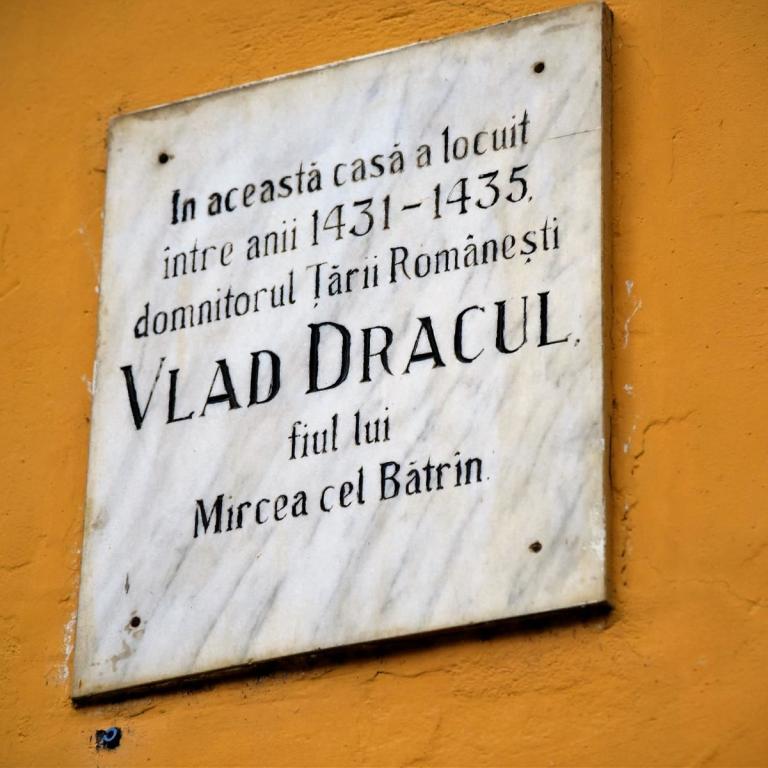 In această casă a locuit
între anii 1431-1435,
domnitorul Țării Românești
VLAD DRACUL,
fiul lui
Mircea cel Bătrîn.